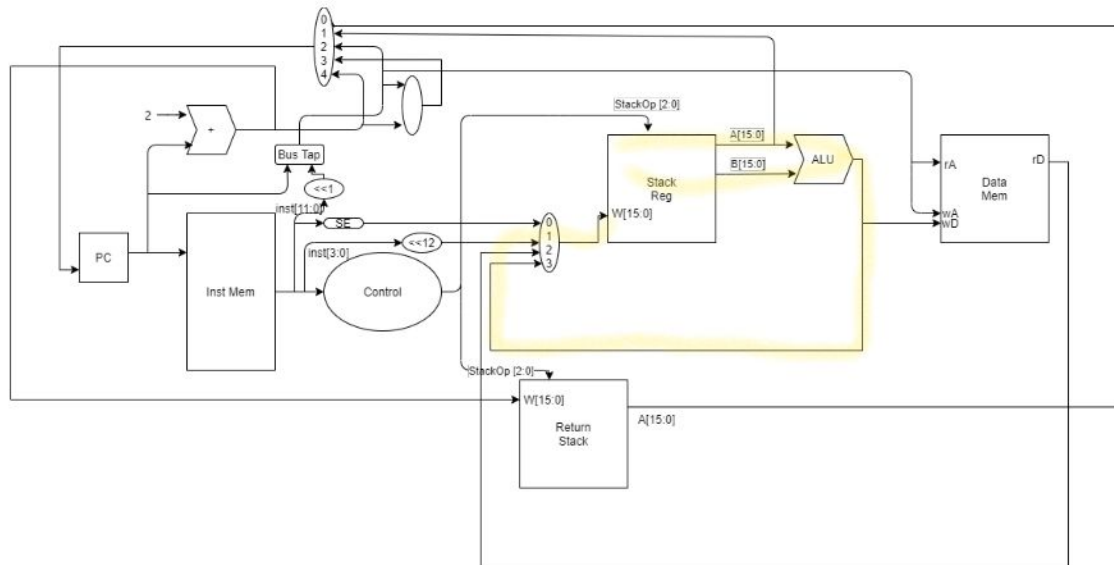 0
1
2
3
4
2
+
Bus Tap
<<1
inst[11:0]
SE
PC
Inst Mem
inst[3:0]
<<12
Control
0
1
2
3
StackOp [2:0]
Stack
Reg
W[15:0]
A[15:0]
B[15:0]
ALU
rA
rD
Data
Mem
wA
wD
StackOp [2:0]
W[15:0]
Return
Stack
A[15:0]